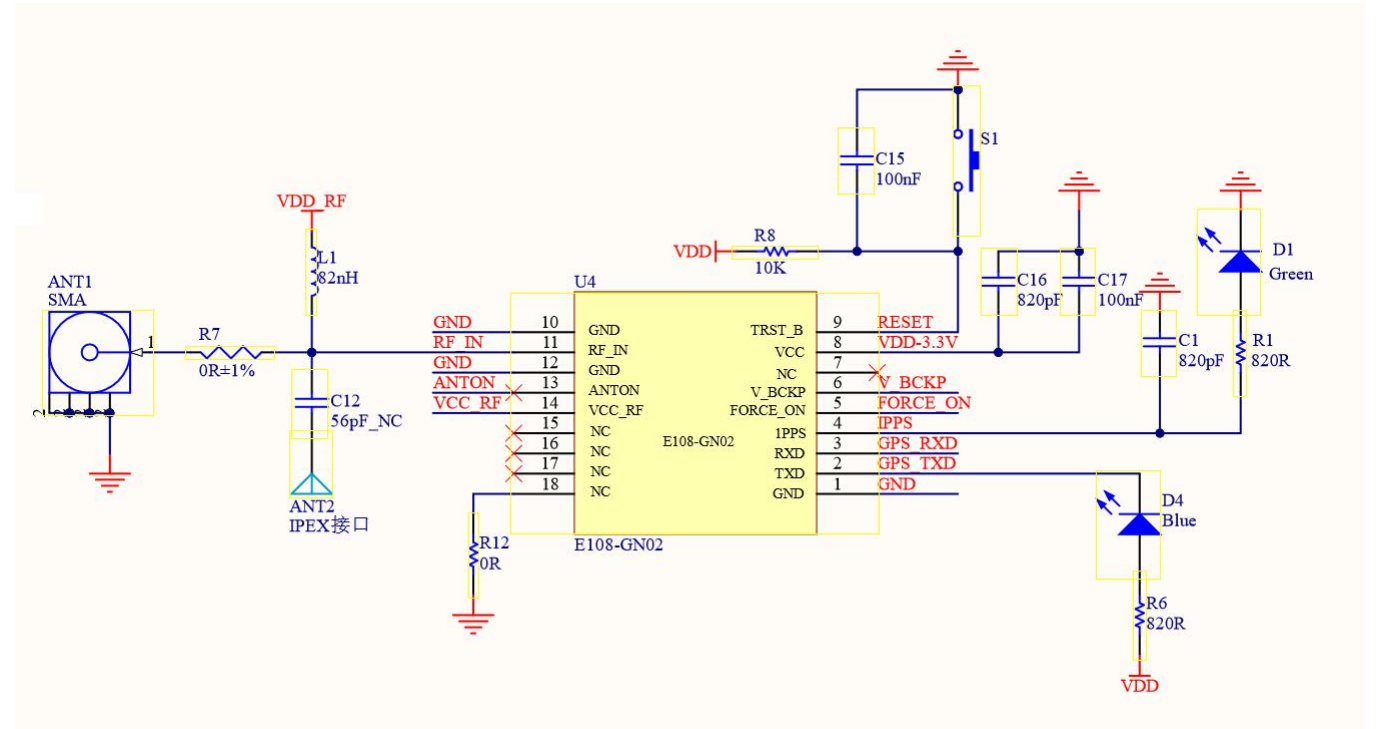 VDD_RF
L1
82nH
ANT1
SMA
1
2
R7
0R±1%
C12
56pF_NC
ANT2
IPEX接口
GND
RF_IN
GND
ANTON
VCC_RF
10
11
12
13
14
15
16
17
18
R12
0R
U4
GND
RF_IN
GND
ANTON
VCC_RF
NC
NC
NC
NC
E108-GN02
TRST_B
VCC
NC
V_BCKP
FORCE_ON
1PPS
RXD
TXD
GND
E108-GN02
9
8
7
6
5
4
3
2
1
RESET
VDD-3.3V
V_BCKP
FORCE_ON
IPPS
GPS_RXD
GPS_TXD
GND
VDD
R8
10K
C15
100nF
S1
C16
820pF
C17
100nF
C1
820pF
D1
Green
R1
820R
D4
Blue
R6
820R
VDD